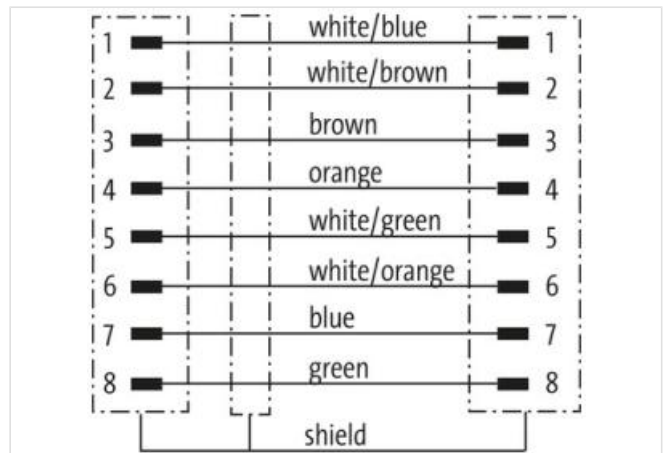 1 white/blue 1
2 white/brown 2
3 brown 3
4 orange 4
5 white/green 5
6 white/orange 6
7 blue 7
8 green 8
shield